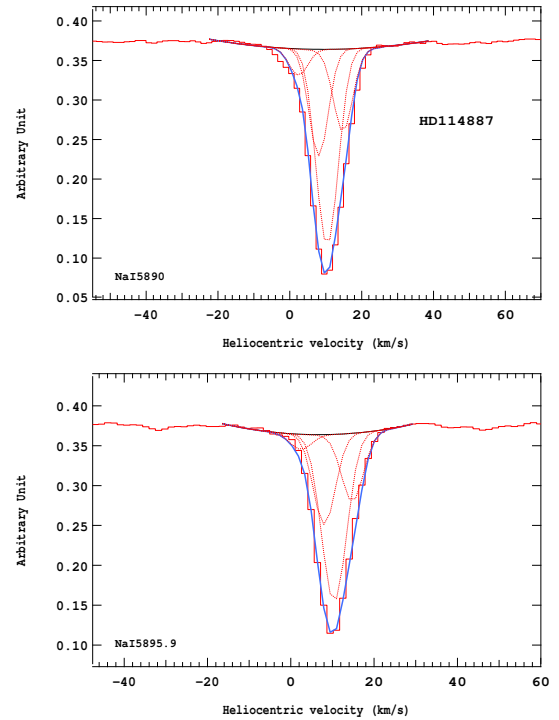 0.40
0.35
HD114887
0.30
0.25
Arbitrary Unit
0.20
0.15
0.10
NaI5890
0.05
-40 -20 0 20 40 60
Heliocentric velocity (km/s)
0.40
0.35
0.30
Arbitrary Unit
0.25
0.20
0.15
0.10
NaI5895.9
-40 -20 0 20 40 60
Heliocentric velocity (km/s)